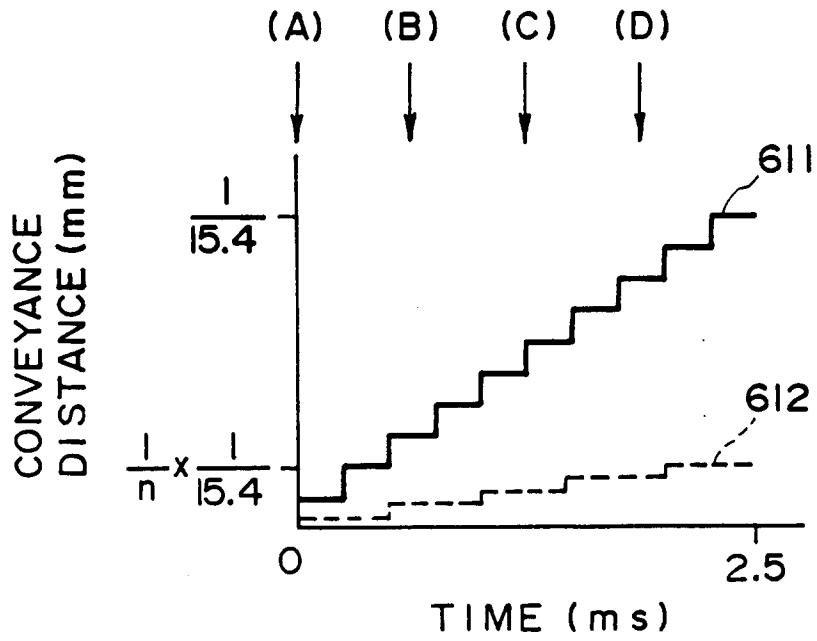 (A) (B) (C) (D)
611
1/15.4
CONVEYANCE
DISTANCE (mm)
612
1/n x 1/15.4
0
2.5
TIME (ms)